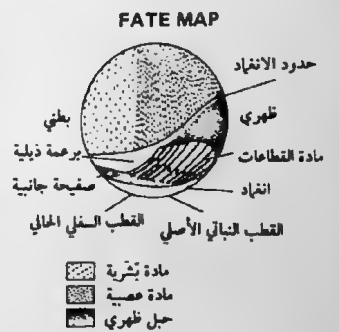 FATE MAP
حدود الانغماد
ظهري
بطني
برعمة ذيلية
مادة القطاعات
صفيحة جانبية
انغماد
القطب السفلي الحالي
القطب النباتي الأصلي
مادة بَشَرية
مادة عصبية
حبل ظهري